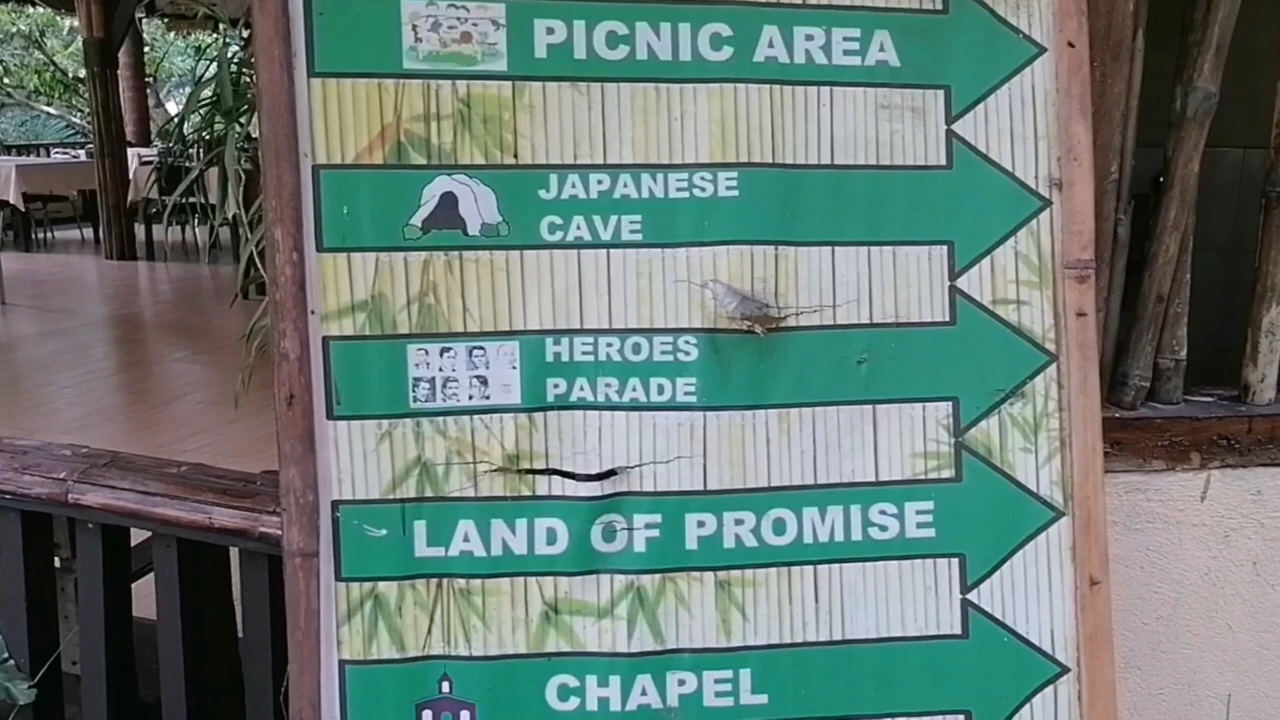 PICNIC AREA
JAPANESE
CAVE
HEROES
PARADE
LAND OF PROMISE
CHAPEL